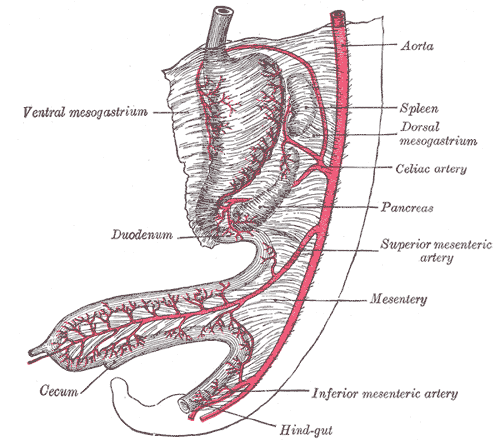 Aorta
Ventral mesogastrium
Spleen
Dorsal
mesogastrium
Celiac artery
Pancreas
Duodenum
Superior mesenteric
artery
Mesentery
Cecum
Inferior mesenteric artery
Hind-gut